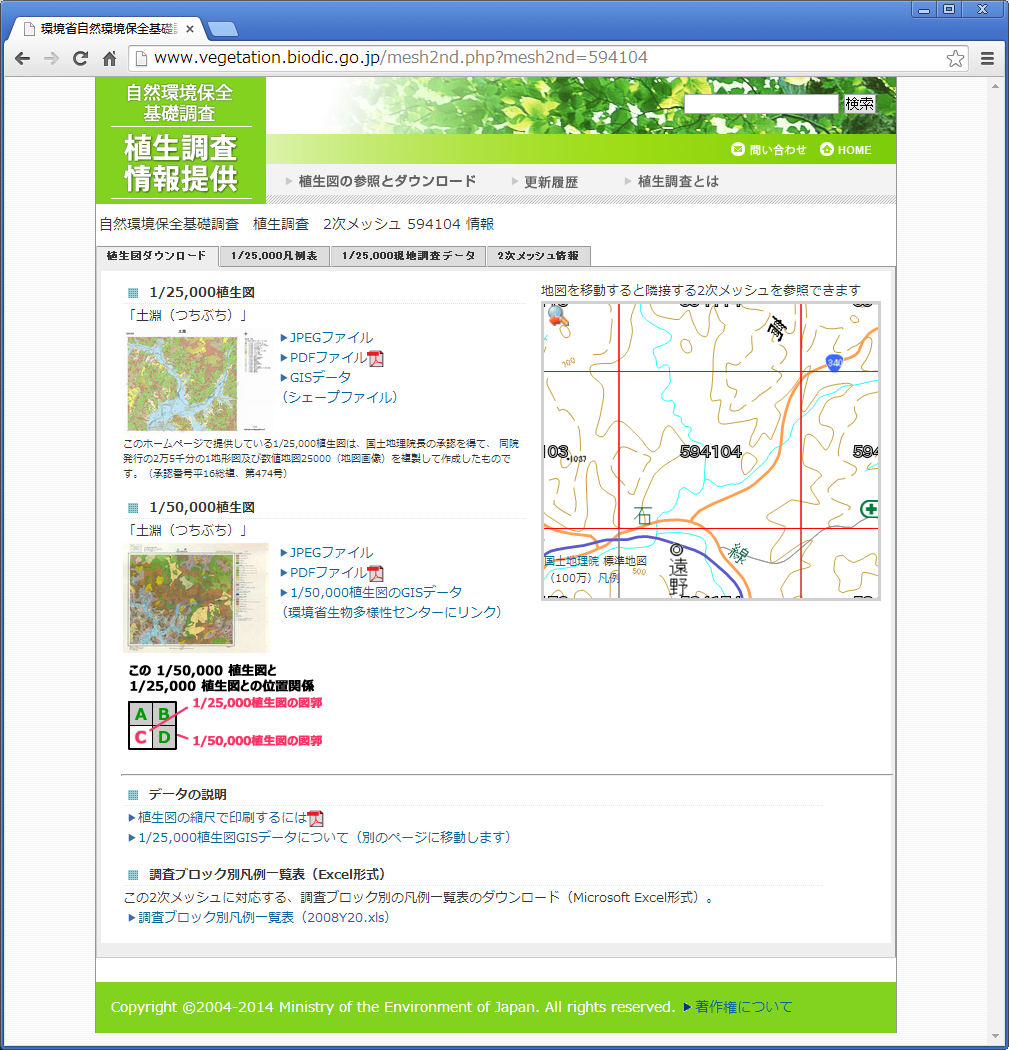 環境省自然環境保全基礎調
www.vegetation.biodic.go.jp/mesh2nd.php?mesh2nd=594104
自然環境保全
基礎調査
植生調査
情報提供
検索
問い合わせ HOME
植生図の参照とダウンロード 更新履歴 植生調査とは
自然環境保全基礎調査 植生調査 2次メッシュ 594104 情報
植生図ダウンロード 1/25,000凡例表 1/25,000現地調査データ 2次メッシュ情報
1/25,000植生図
「土淵（つちぶち）」
JPEGファイル
PDFファイル
GISデータ
（シェープファイル）
このホームページで提供している1/25,000植生図は、国土地理院長の承認を得て、 同院
発行の2万5千分の1地形図及び数値地図25000（地図画像）を複製して作成したもので
す。（承認番号平16総複、第474号）
1/50,000植生図
「土淵（つちぶち）」
JPEGファイル
PDFファイル
1/50,000植生図のGISデータ
（環境省生物多様性センターにリンク）
この 1/50,000 植生図と
1/25,000 植生図との位置関係
A B
C D
1/25,000植生図の図郭
1/50,000植生図の図郭
地図を移動すると隣接する2次メッシュを参照できます
300
340
103
594104
594
・1037
石
線
遠
野
500
国土地理院 標準地図
（100万）凡例
データの説明
植生図の縮尺で印刷するには
1/25,000植生図GISデータについて（別のページに移動します）
調査ブロック別凡例一覧表（Excel形式）
この2次メッシュに対応する、調査ブロック別の凡例一覧表のダウンロード（Microsoft Excel形式）。
調査ブロック別凡例一覧表（2008Y20.xls）
Copyright ©2004-2014 Ministry of the Environment of Japan. All rights reserved. 著作権について